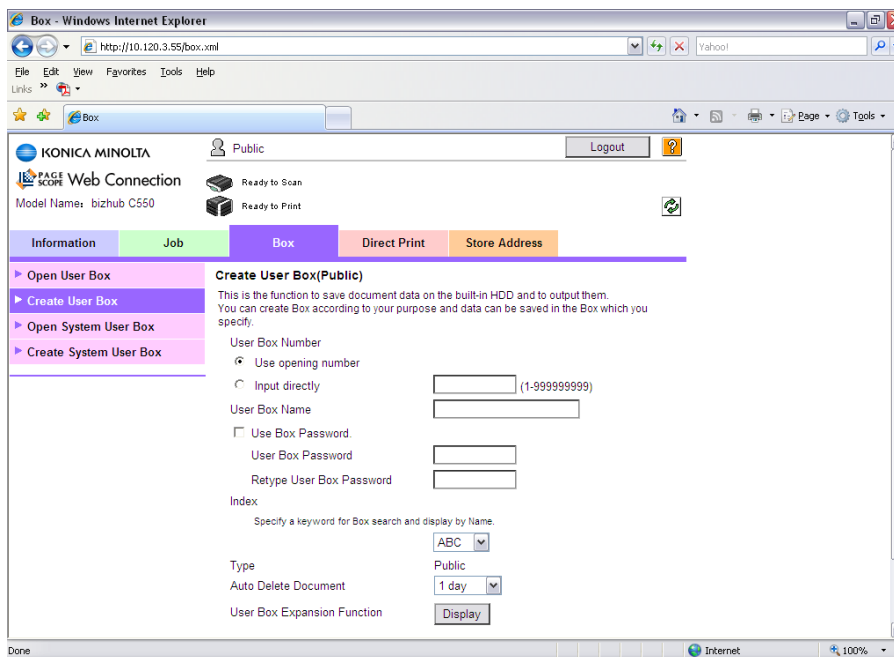 Box - Windows Internet Explorer
http://10.120.3.55/box.xml
Yahoo!
File Edit View Favorites Tools Help
Links »
Box
Page Tools
KONICA MINOLTA
Public
Logout
?
PAGE SCOPE Web Connection
Ready to Scan
Model Name: bizhub C550
Ready to Print
Information Job Box Direct Print Store Address
Open User Box
Create User Box
Open System User Box
Create System User Box
Create User Box(Public)
This is the function to save document data on the built-in HDD and to output them.
You can create Box according to your purpose and data can be saved in the Box which you
specify.
User Box Number
Use opening number
Input directly (1-999999999)
User Box Name
Use Box Password.
User Box Password
Retype User Box Password
Index
Specify a keyword for Box search and display by Name.
ABC
Type Public
Auto Delete Document 1 day
User Box Expansion Function Display
Done Internet 100%